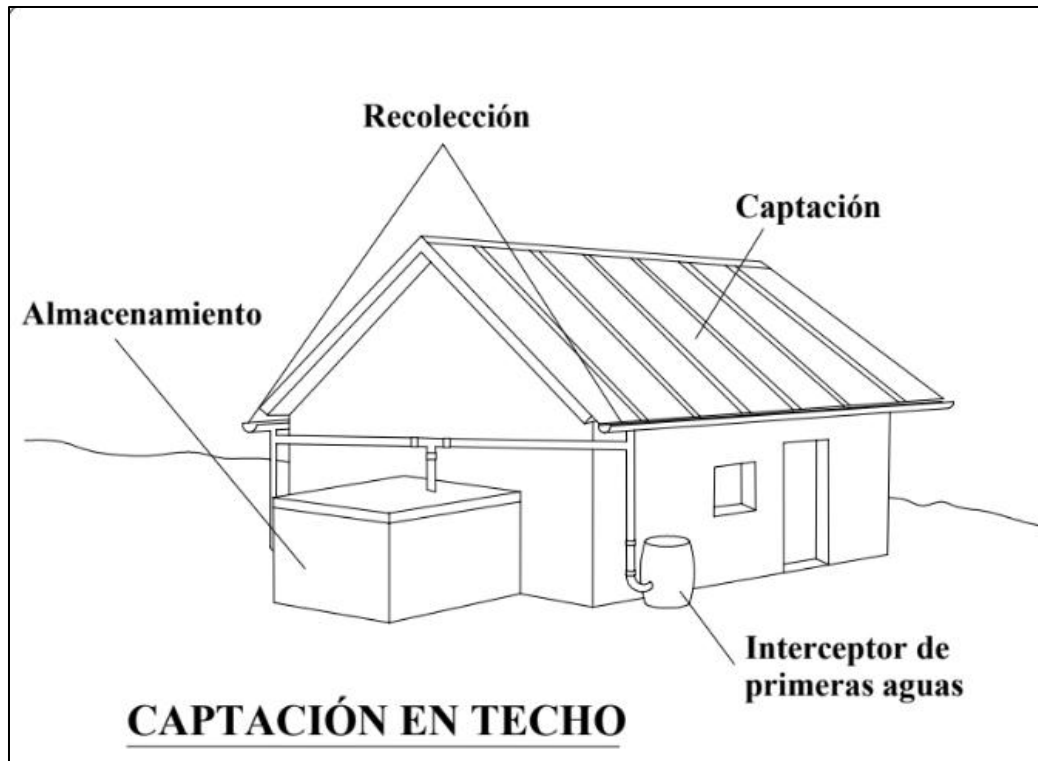 Recolección
Captación
Almacenamiento
Interceptor de
primeras aguas
CAPTACIÓN EN TECHO